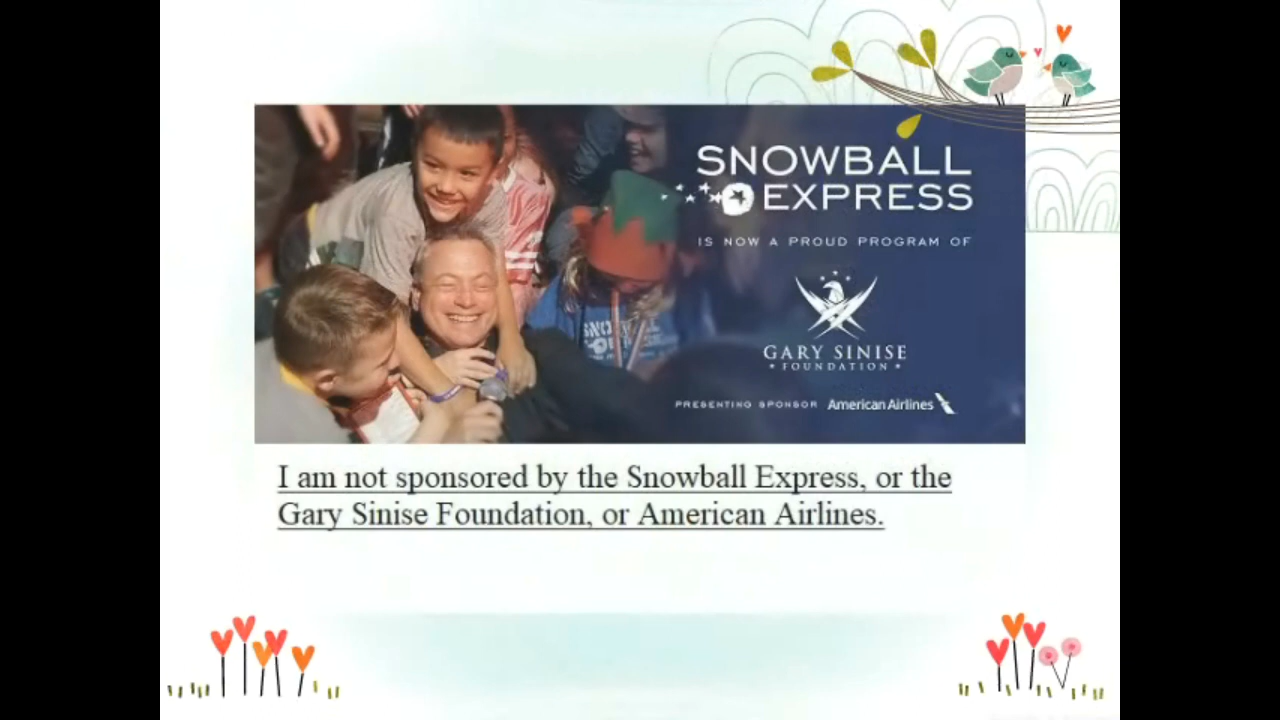 SNOWBALL
EXPRESS
IS NOW A PROUD PROGRAM OF
GARY SINISE
FOUNDATION
PRESENTING SPONSOR American Airlines
I am not sponsored by the Snowball Express, or the
Gary Sinise Foundation, or American Airlines.